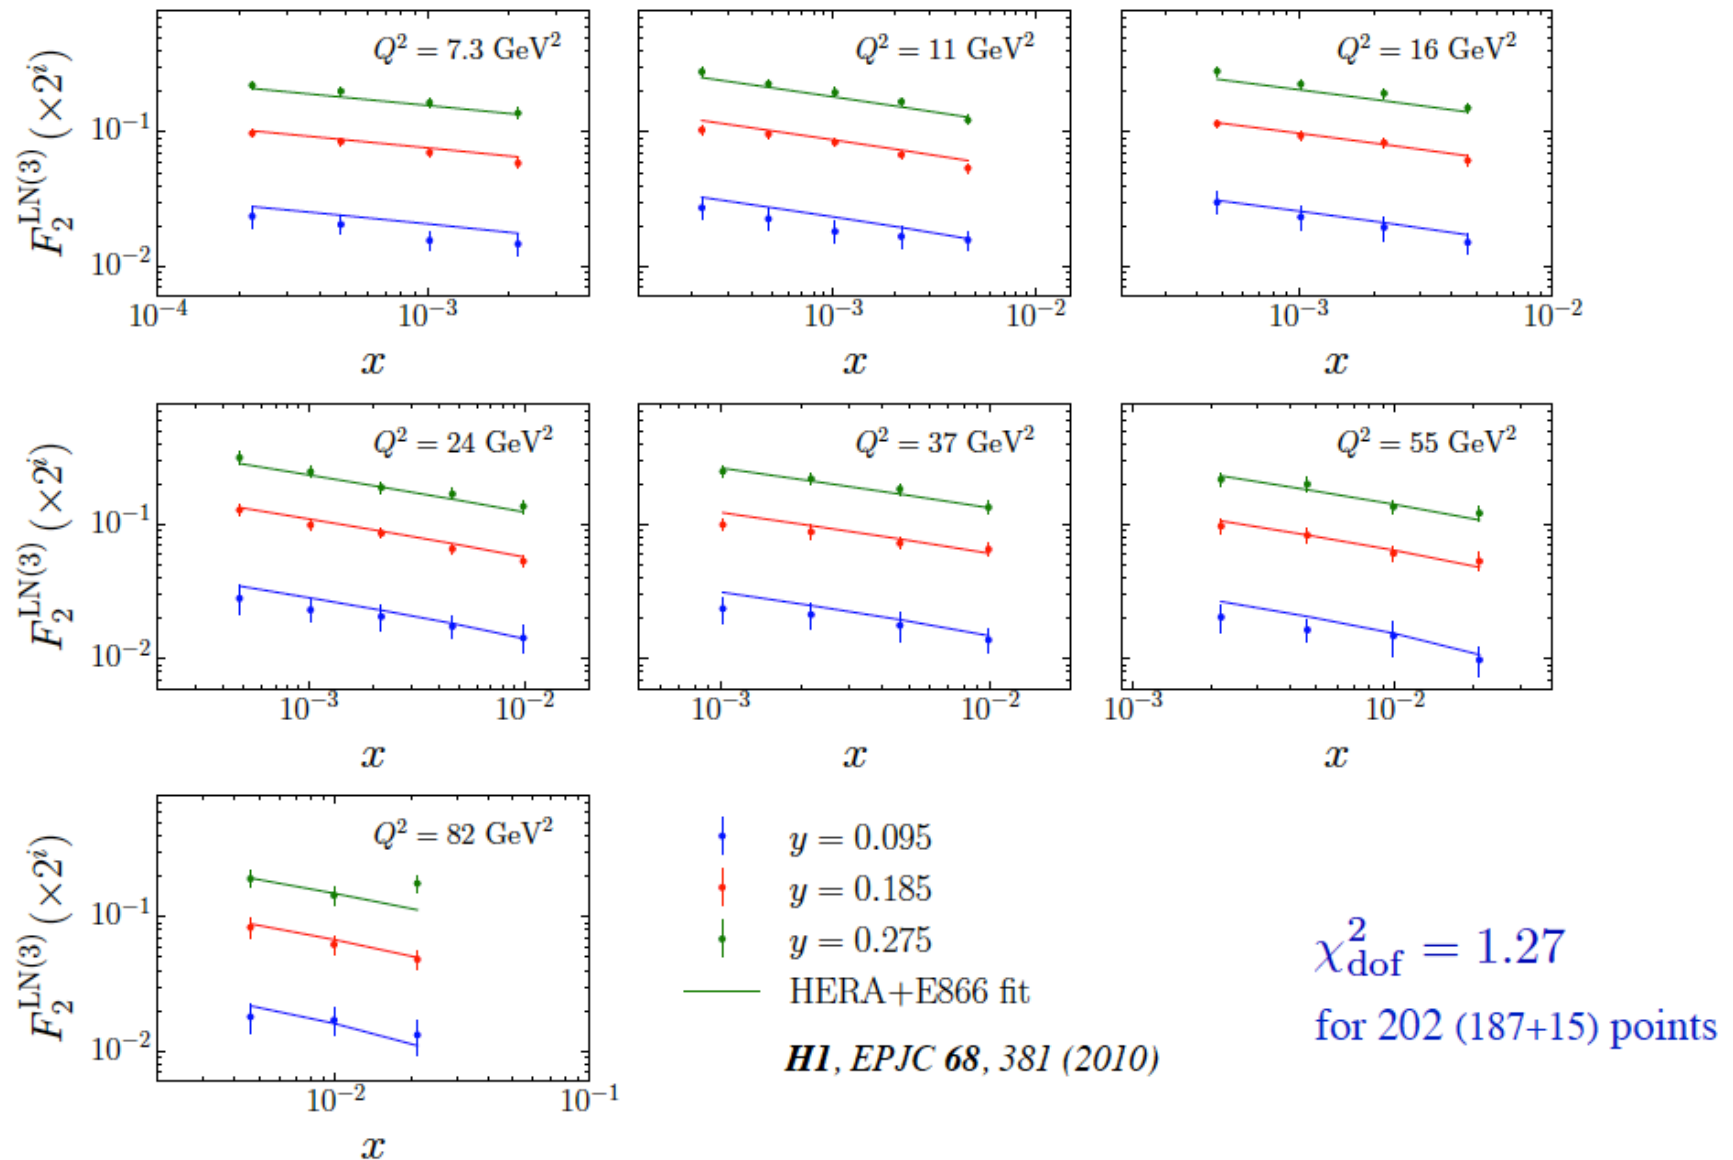 Q² = 7.3 GeV²
Q² = 11 GeV²
Q² = 16 GeV²
F₂^LN(3) (×2ⁱ)
10⁻¹
10⁻²
10⁻⁴ 10⁻³
10⁻³ 10⁻²
10⁻³ 10⁻²
x
x
x
Q² = 24 GeV²
Q² = 37 GeV²
Q² = 55 GeV²
F₂^LN(3) (×2ⁱ)
10⁻¹
10⁻²
10⁻³ 10⁻²
10⁻³ 10⁻²
10⁻³ 10⁻²
x
x
x
Q² = 82 GeV²
F₂^LN(3) (×2ⁱ)
10⁻¹
10⁻²
10⁻² 10⁻¹
x
y = 0.095
y = 0.185
y = 0.275
HERA+E866 fit
H1, EPJC 68, 381 (2010)
χ²_dof = 1.27
for 202 (187+15) points